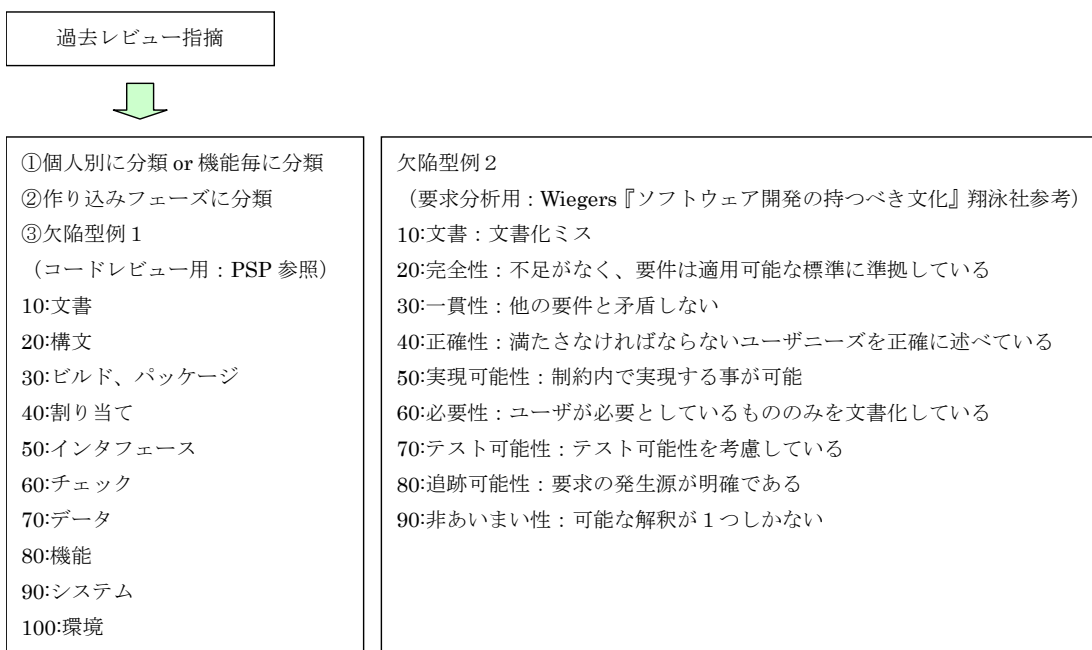 過去レビュー指摘
①個人別に分類 or 機能毎に分類
②作り込みフェーズに分類
③欠陥型例１
（コードレビュー用：PSP 参照）
10:文書
20:構文
30:ビルド、パッケージ
40:割り当て
50:インタフェース
60:チェック
70:データ
80:機能
90:システム
100:環境
欠陥型例２
（要求分析用：Wiegers『ソフトウェア開発の持つべき文化』翔泳社参考）
10:文書：文書化ミス
20:完全性：不足がなく、要件は適用可能な標準に準拠している
30:一貫性：他の要件と矛盾しない
40:正確性：満たさなければならないユーザニーズを正確に述べている
50:実現可能性：制約内で実現する事が可能
60:必要性：ユーザが必要としているもののみを文書化している
70:テスト可能性：テスト可能性を考慮している
80:追跡可能性：要求の発生源が明確である
90:非あいまい性：可能な解釈が１つしかない